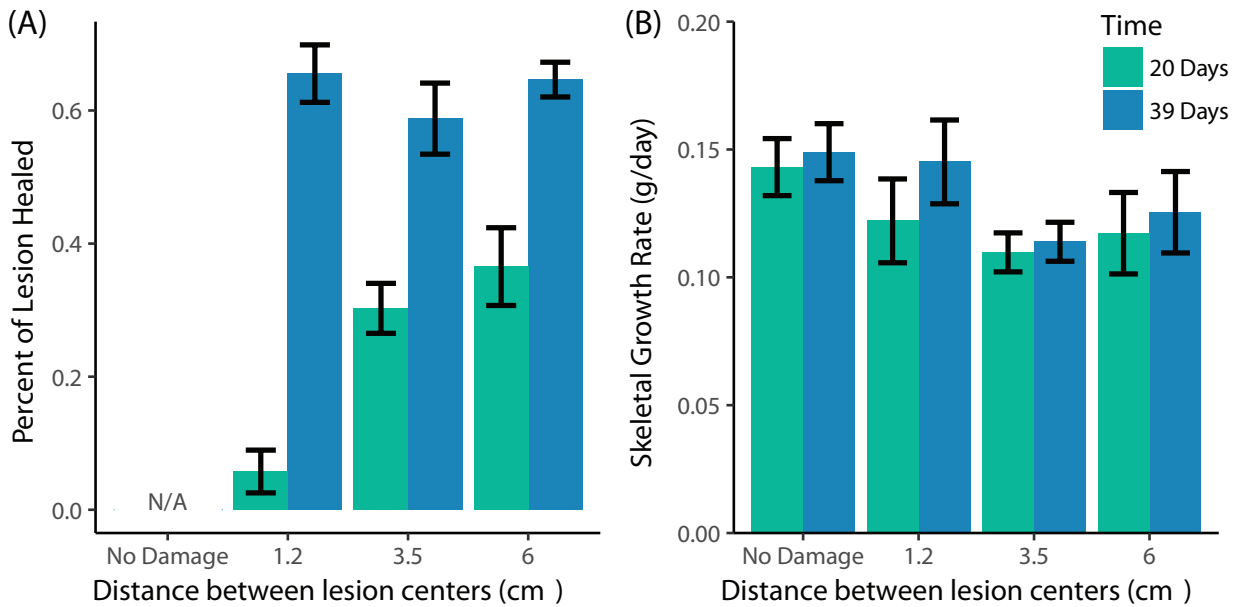 (A)
Percent of Lesion Healed
0.6
0.4
0.2
0.0
N/A
No Damage 1.2 3.5 6
Distance between lesion centers (cm )
(B)
Skeletal Growth Rate (g/day)
0.20
0.15
0.10
0.05
0.00
No Damage 1.2 3.5 6
Distance between lesion centers (cm )
Time
20 Days
39 Days